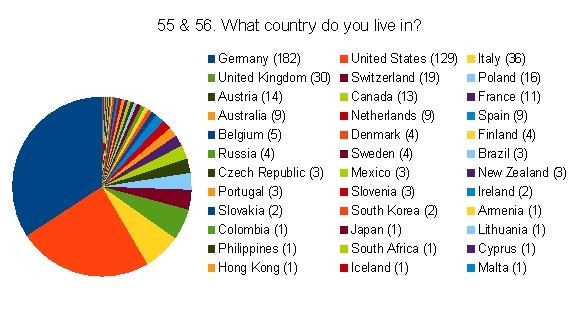 55 & 56. What country do you live in?
Germany (182) United States (129) Italy (36)
United Kingdom (30) Switzerland (19) Poland (16)
Austria (14) Canada (13) France (11)
Australia (9) Netherlands (9) Spain (9)
Belgium (5) Denmark (4) Finland (4)
Russia (4) Sweden (4) Brazil (3)
Czech Republic (3) Mexico (3) New Zealand (3)
Portugal (3) Slovenia (3) Ireland (2)
Slovakia (2) South Korea (2) Armenia (1)
Colombia (1) Japan (1) Lithuania (1)
Philippines (1) South Africa (1) Cyprus (1)
Hong Kong (1) Iceland (1) Malta (1)